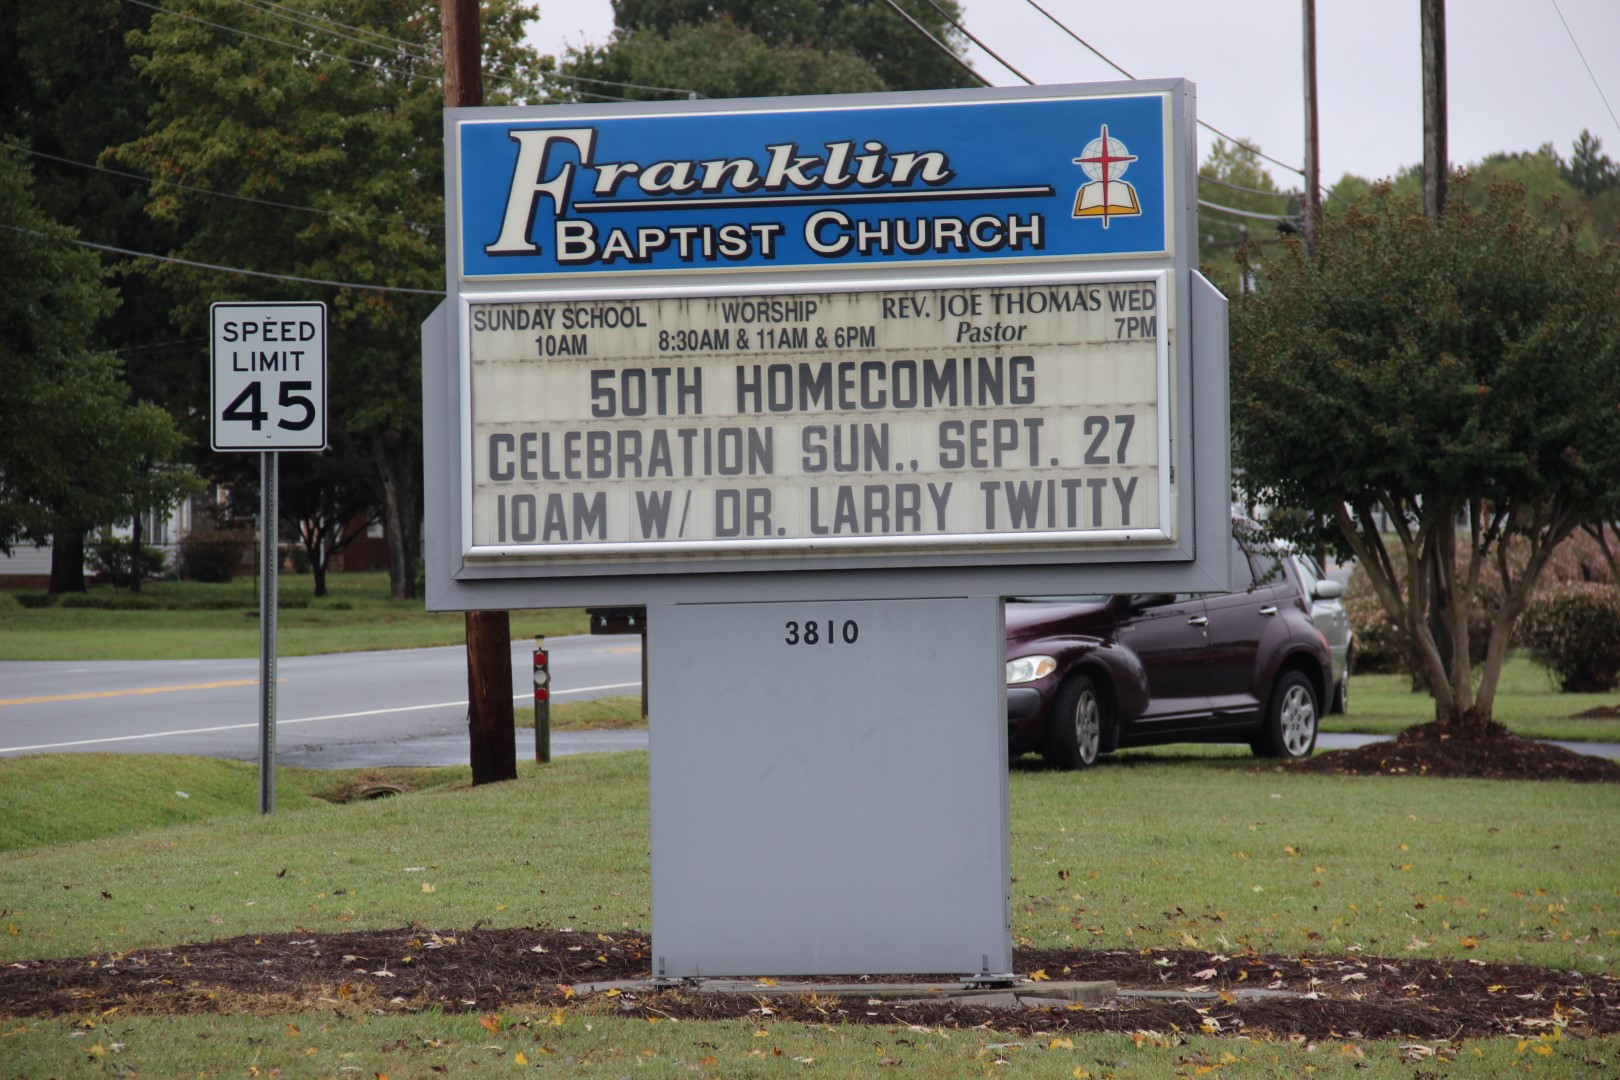 Franklin
BAPTIST CHURCH
SUNDAY SCHOOL WORSHIP REV. JOE THOMAS WED
10AM 8:30AM & 11AM & 6PM Pastor 7PM
50TH HOMECOMING
CELEBRATION SUN., SEPT. 27
10AM W/ DR. LARRY TWITTY
3810
SPEED
LIMIT
45